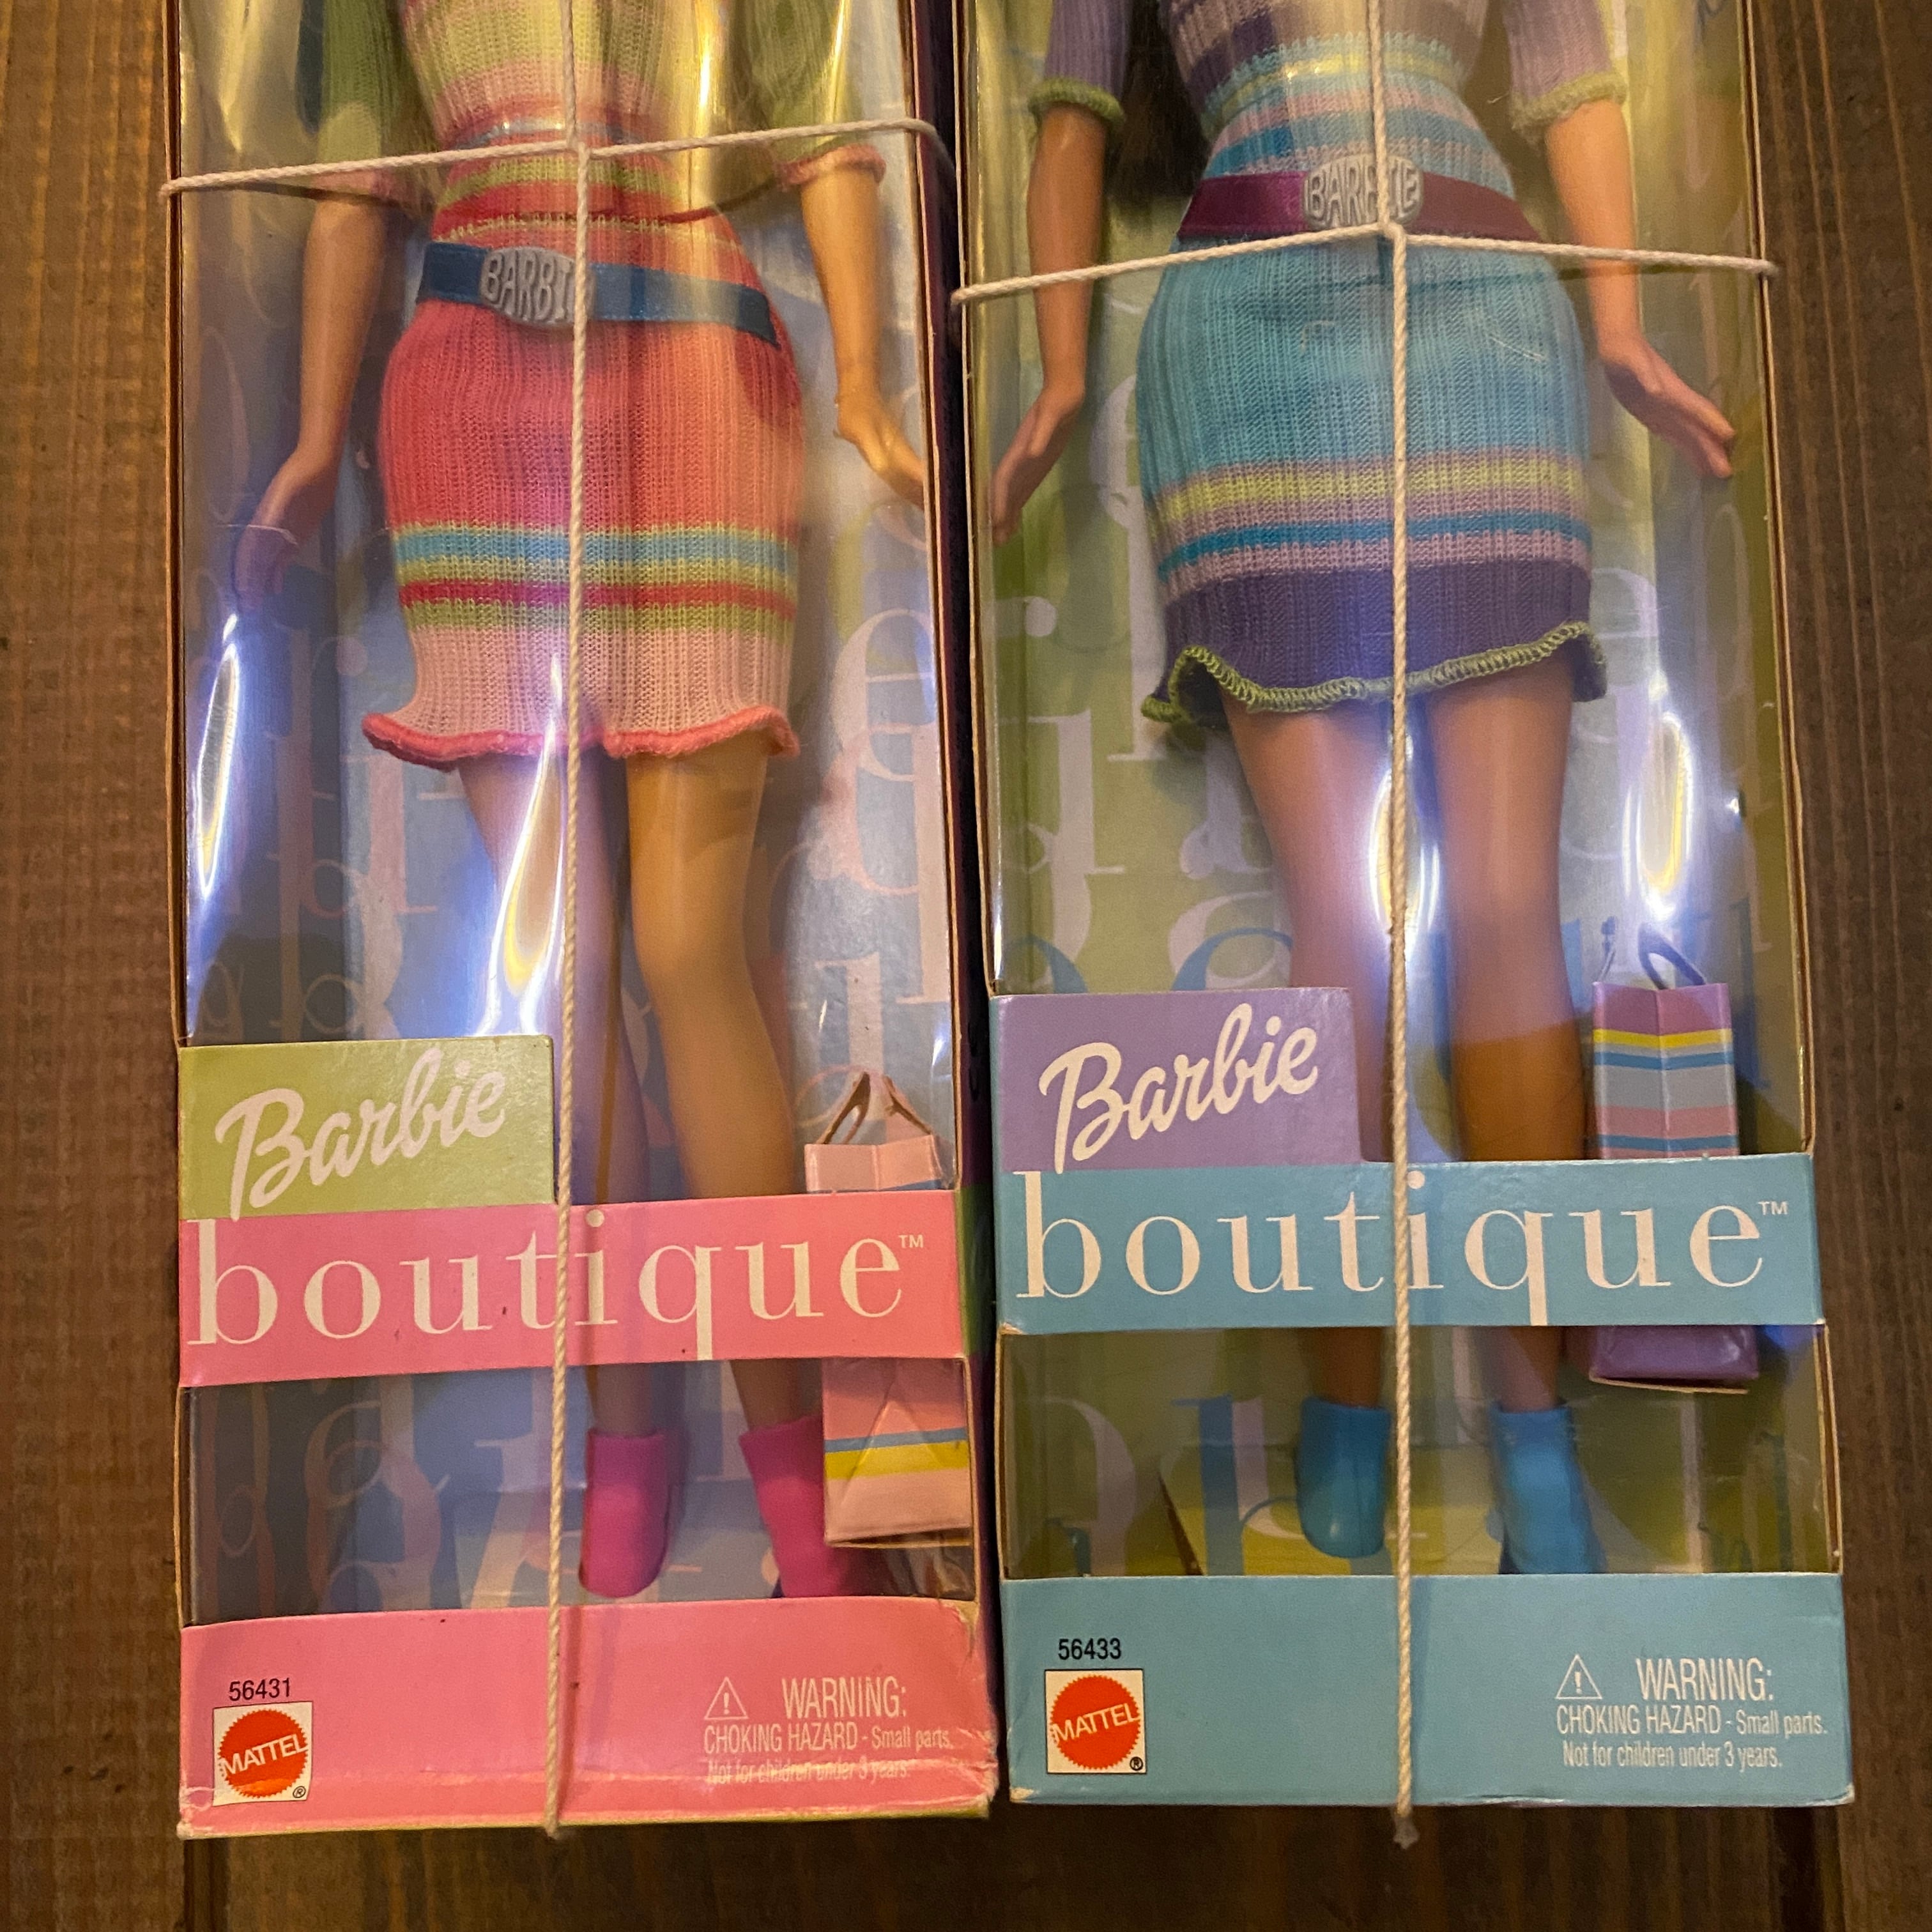 BARBI
Barbie
boutique™
56431
MATTEL®
WARNING:
CHOKING HAZARD - Small parts.
Not for children under 3 years.
BARBIE
Barbie
boutique™
56433
MATTEL®
WARNING:
CHOKING HAZARD - Small parts.
Not for children under 3 years.